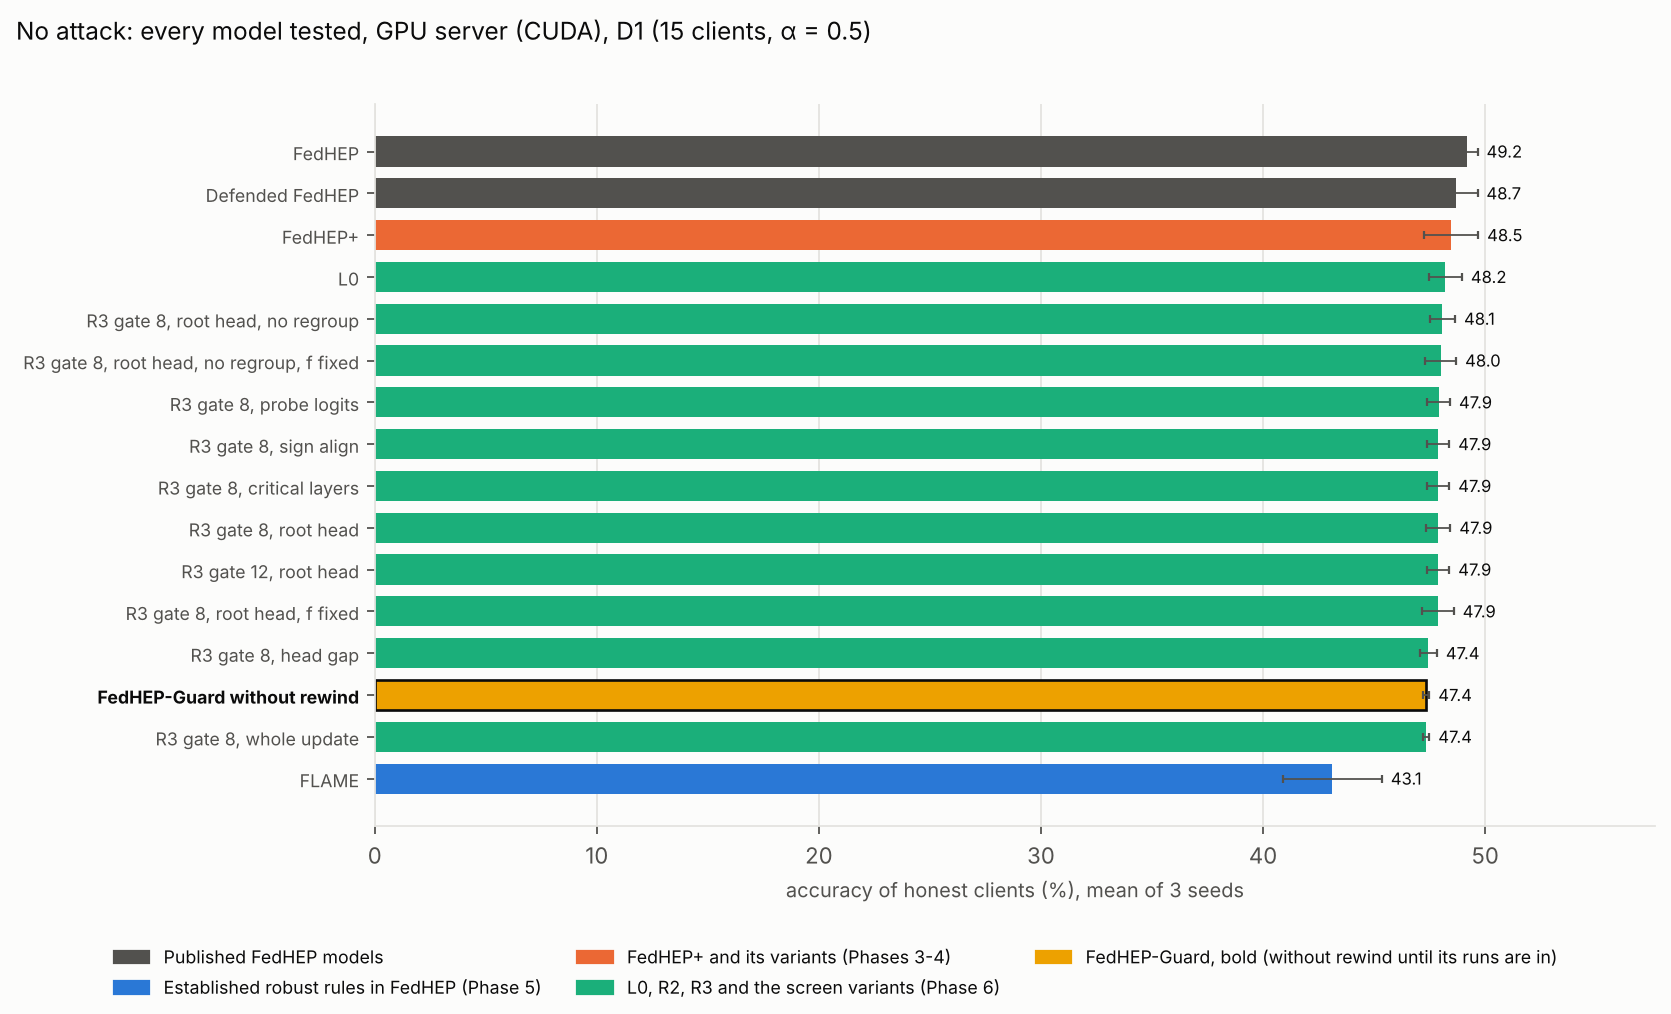 No attack: every model tested, GPU server (CUDA), D1 (15 clients, α = 0.5)
FedHEP 49.2
Defended FedHEP 48.7
FedHEP+ 48.5
L0 48.2
R3 gate 8, root head, no regroup 48.1
R3 gate 8, root head, no regroup, f fixed 48.0
R3 gate 8, probe logits 47.9
R3 gate 8, sign align 47.9
R3 gate 8, critical layers 47.9
R3 gate 8, root head 47.9
R3 gate 12, root head 47.9
R3 gate 8, root head, f fixed 47.9
R3 gate 8, head gap 47.4
FedHEP-Guard without rewind 47.4
R3 gate 8, whole update 47.4
FLAME 43.1
0 10 20 30 40 50
accuracy of honest clients (%), mean of 3 seeds
Published FedHEP models FedHEP+ and its variants (Phases 3-4) FedHEP-Guard, bold (without rewind until its runs are in)
Established robust rules in FedHEP (Phase 5) L0, R2, R3 and the screen variants (Phase 6)